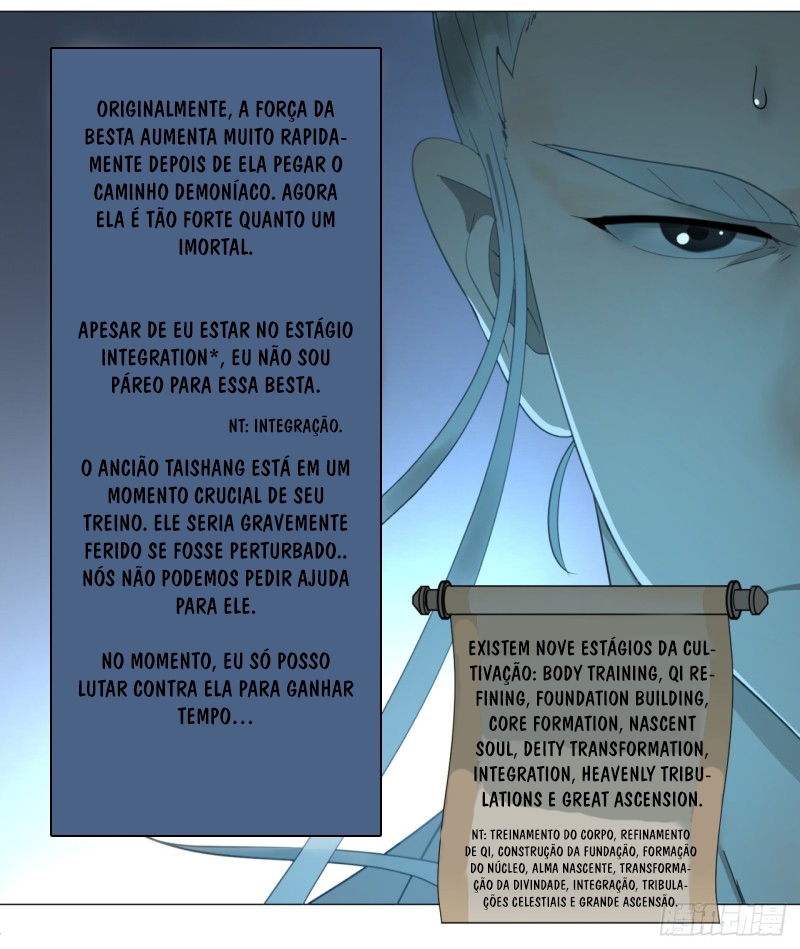 ORIGINALMENTE, A FORÇA DA
BESTA AUMENTA MUITO RAPIDA-
MENTE DEPOIS DE ELA PEGAR O
CAMINHO DEMONÍACO. AGORA
ELA É TÃO FORTE QUANTO UM
IMORTAL.
APESAR DE EU ESTAR NO ESTÁGIO
INTEGRATION*, EU NÃO SOU
PÁREO PARA ESSA BESTA.
NT: INTEGRAÇÃO.
O ANCIÃO TAISHANG ESTÁ EM UM
MOMENTO CRUCIAL DE SEU
TREINO. ELE SERIA GRAVEMENTE
FERIDO SE FOSSE PERTURBADO..
NÓS NÃO PODEMOS PEDIR AJUDA
PARA ELE.
NO MOMENTO, EU SÓ POSSO
LUTAR CONTRA ELA PARA GANHAR
TEMPO...
EXISTEM NOVE ESTÁGIOS DA CUL-
TIVAÇÃO: BODY TRAINING, QI RE-
FINING, FOUNDATION BUILDING,
CORE FORMATION, NASCENT
SOUL, DEITY TRANSFORMATION,
INTEGRATION, HEAVENLY TRIBU-
LATIONS E GREAT ASCENSION.
NT: TREINAMENTO DO CORPO, REFINAMENTO
DE QI, CONSTRUÇÃO DA FUNDAÇÃO, FORMAÇÃO
DO NÚCLEO, ALMA NASCENTE, TRANSFORMA-
ÇÃO DA DIVINDADE, INTEGRAÇÃO, TRIBULA-
ÇÕES CELESTIAIS E GRANDE ASCENSÃO.
腾讯动漫